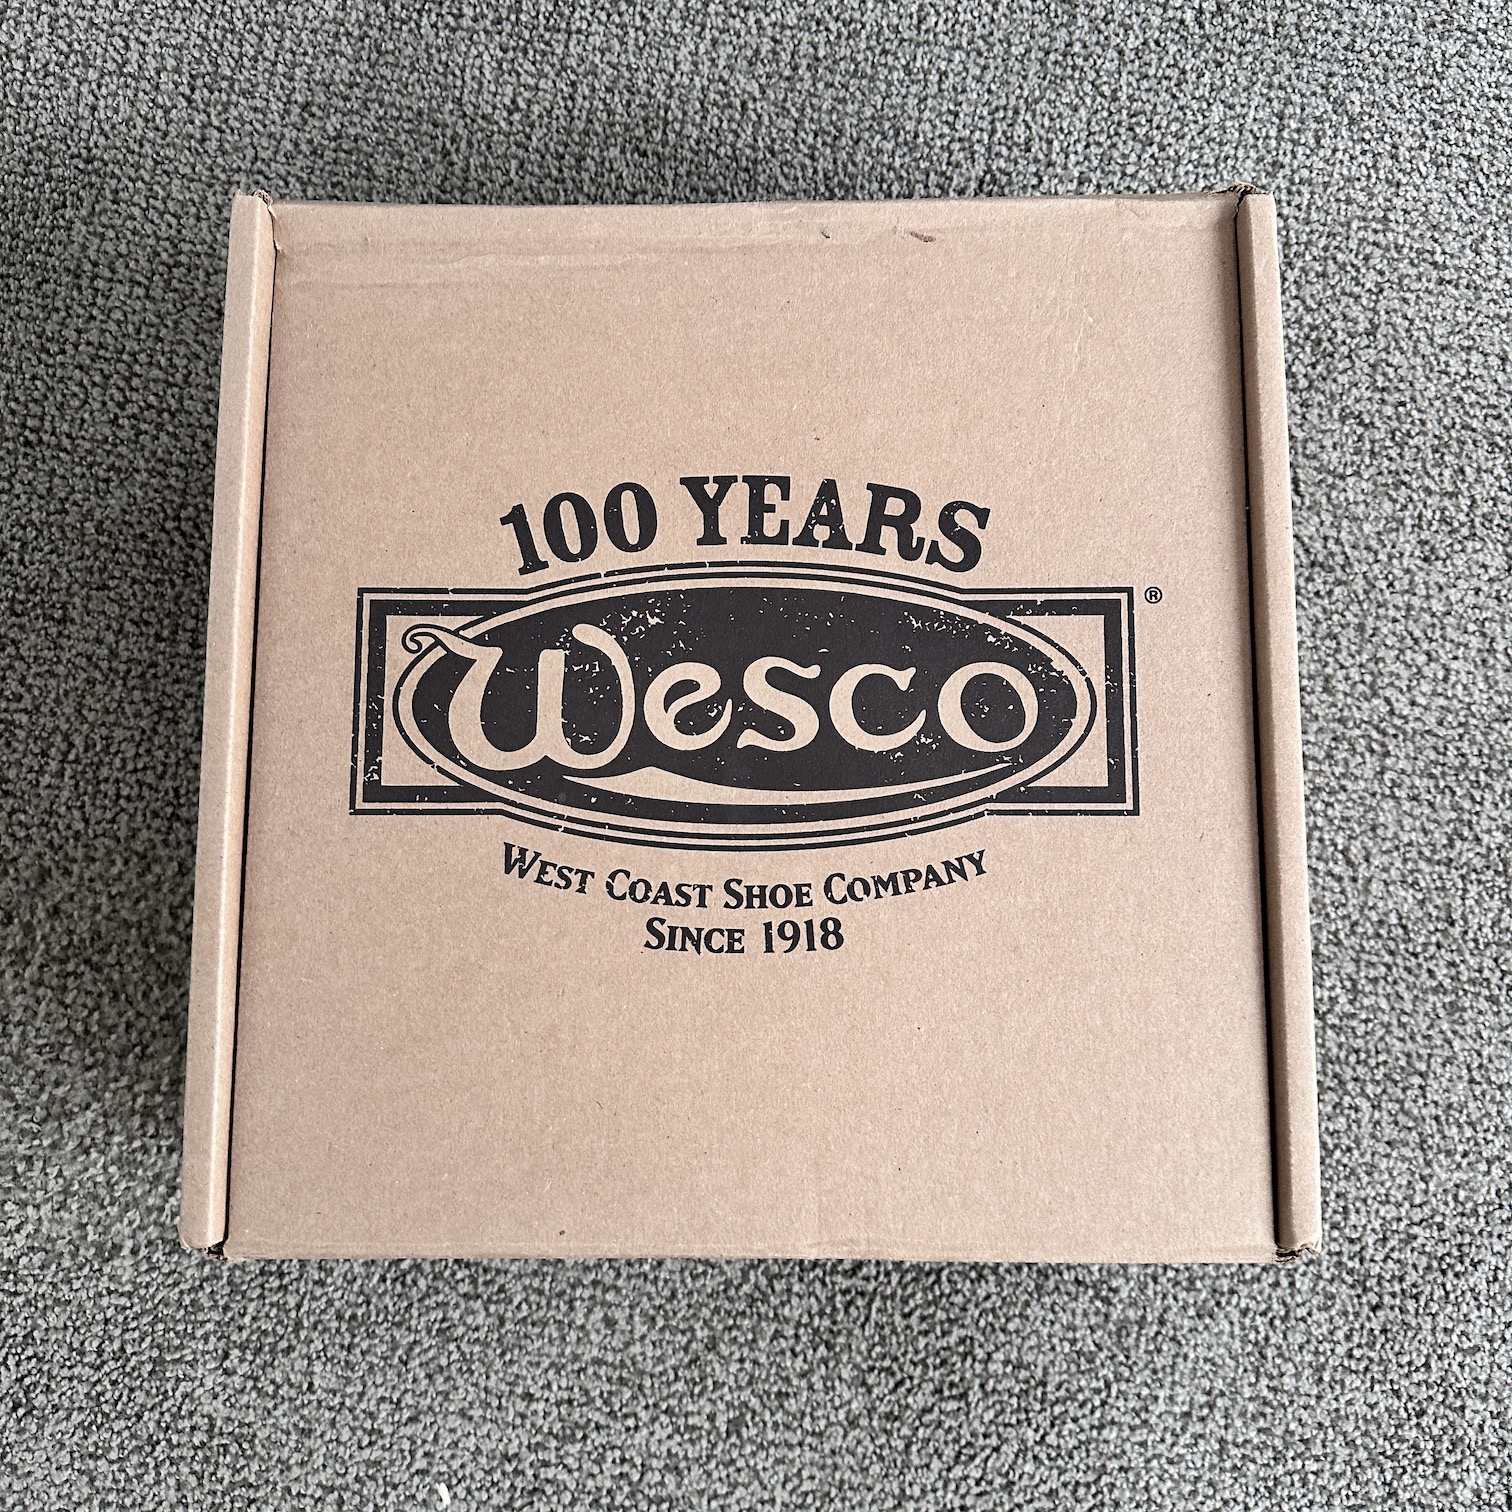 100 YEARS
Wesco®
WEST COAST SHOE COMPANY
SINCE 1918